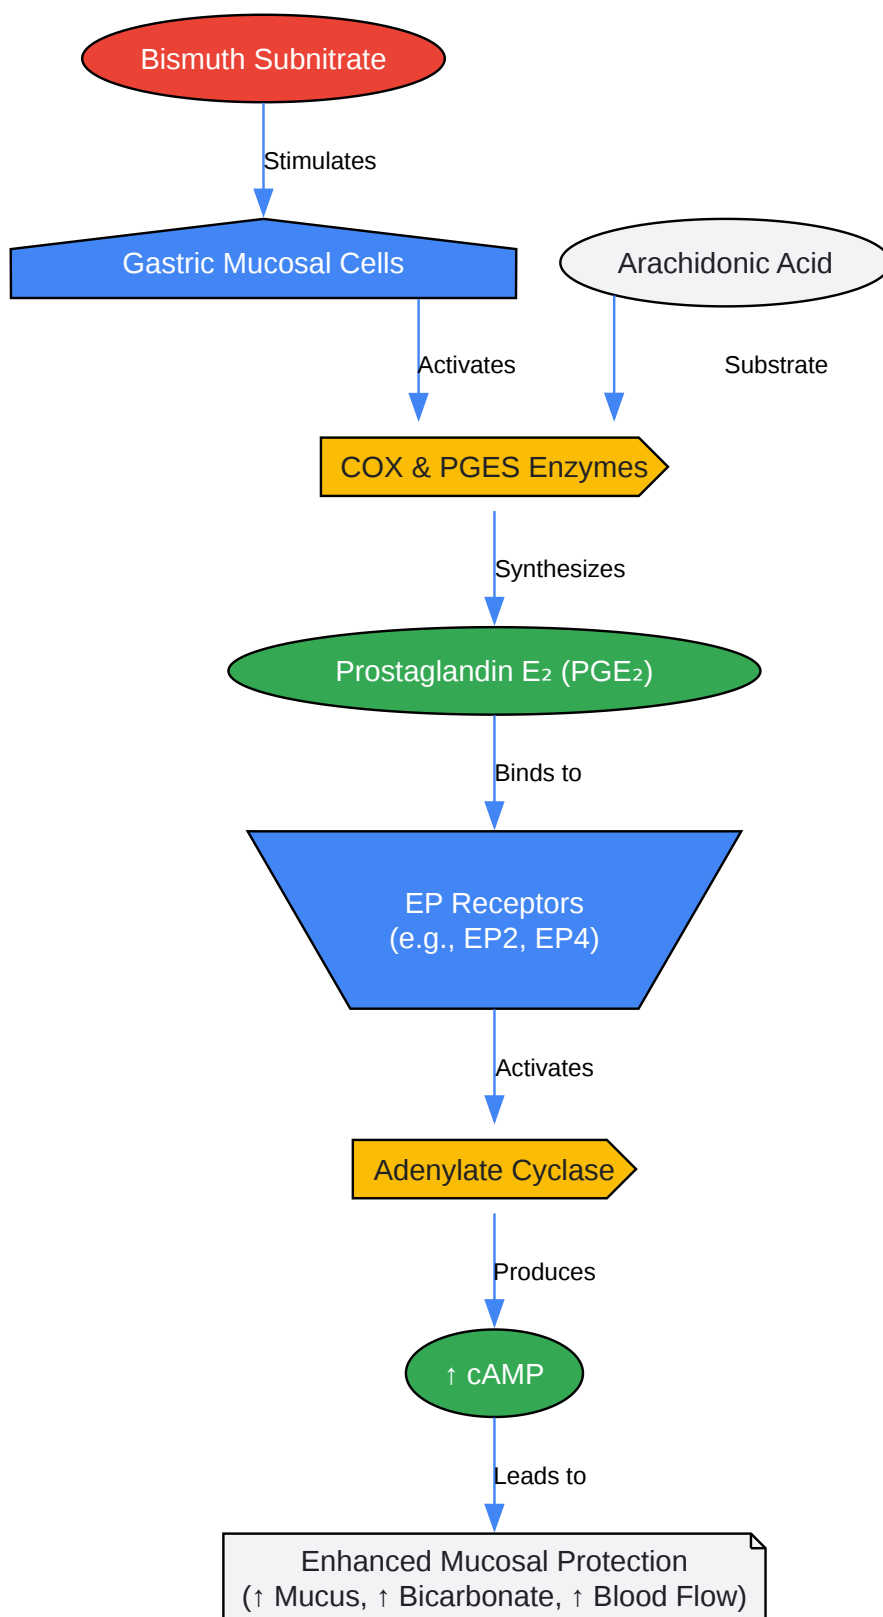 Bismuth Subnitrate
Stimulates
Gastric Mucosal Cells
Arachidonic Acid
Activates
Substrate
COX & PGES Enzymes
Synthesizes
Prostaglandin E₂ (PGE₂)
Binds to
EP Receptors
(e.g., EP2, EP4)
Activates
Adenylate Cyclase
Produces
↑ cAMP
Leads to
Enhanced Mucosal Protection
(↑ Mucus, ↑ Bicarbonate, ↑ Blood Flow)